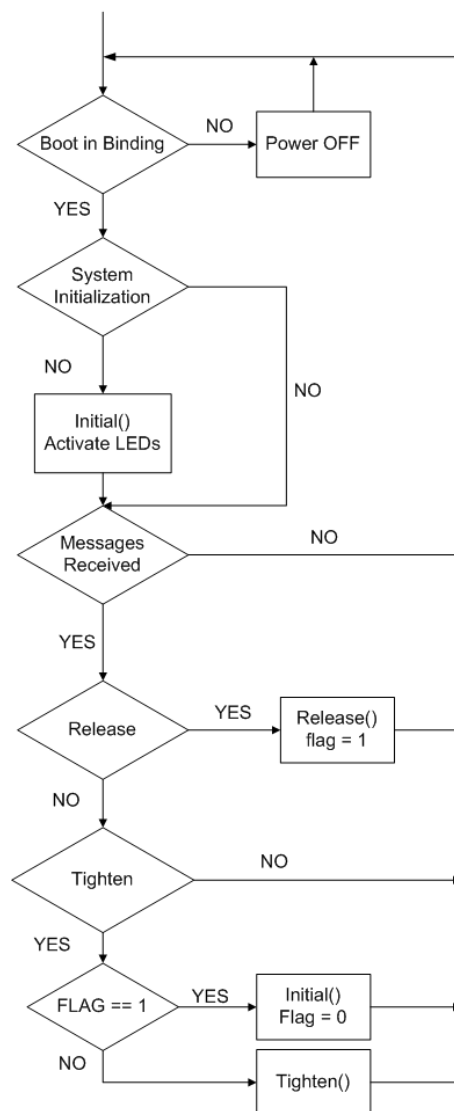 Boot in Binding
NO
Power OFF
YES
System
Initialization
NO
NO
Initial()
Activate LEDs
Messages
Received
NO
YES
Release
YES
Release()
flag = 1
NO
Tighten
NO
YES
FLAG == 1
YES
Initial()
Flag = 0
NO
Tighten()